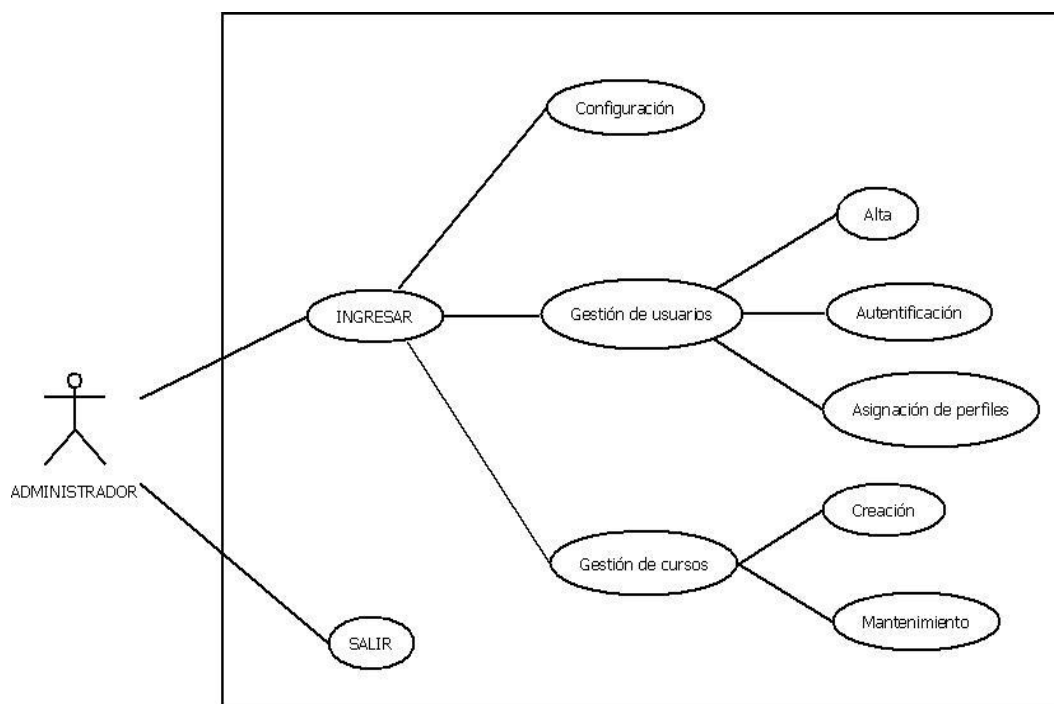 Configuración
Alta
INGRESAR
Gestión de usuarios
Autentificación
Asignación de perfiles
ADMINISTRADOR
Creación
Gestión de cursos
Mantenimiento
SALIR